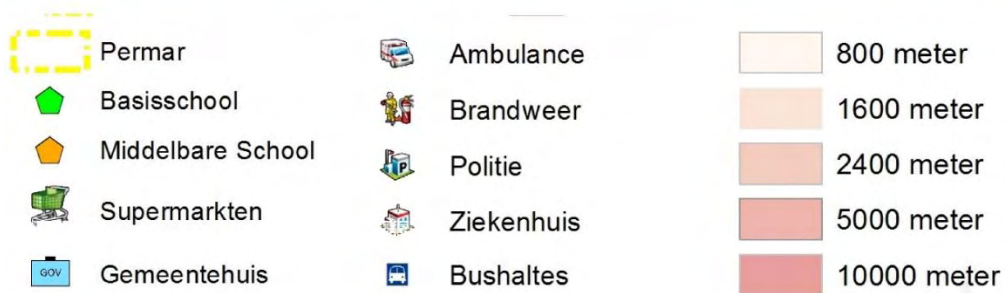 Permar
Basisschool
Middelbare School
Supermarkten
GOV
Gemeentehuis
Ambulance
Brandweer
P
Politie
Ziekenhuis
Bushaltes
800 meter
1600 meter
2400 meter
5000 meter
10000 meter